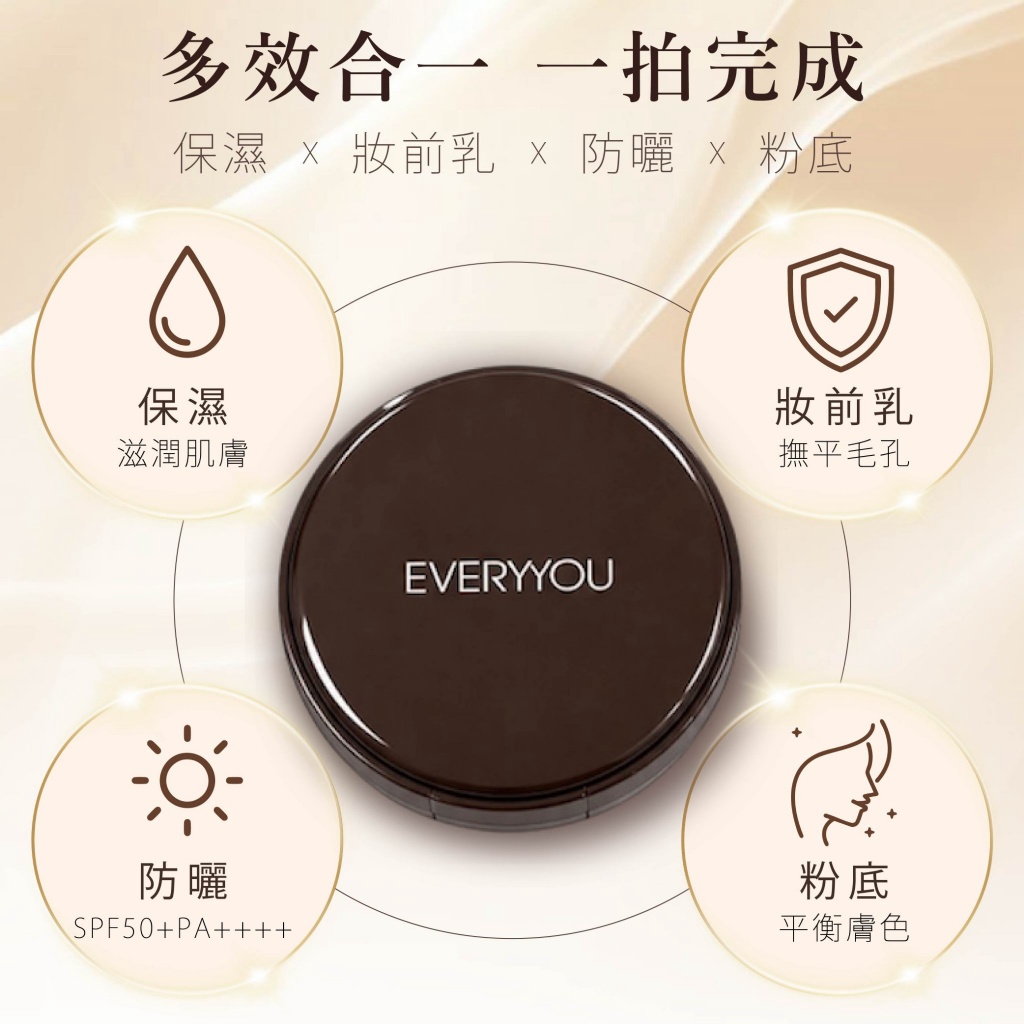 多效合一 一拍完成
保濕 x 妝前乳 x 防曬 x 粉底
保濕
滋潤肌膚
妝前乳
撫平毛孔
EVERYYOU
防曬
SPF50+PA++++
粉底
平衡膚色